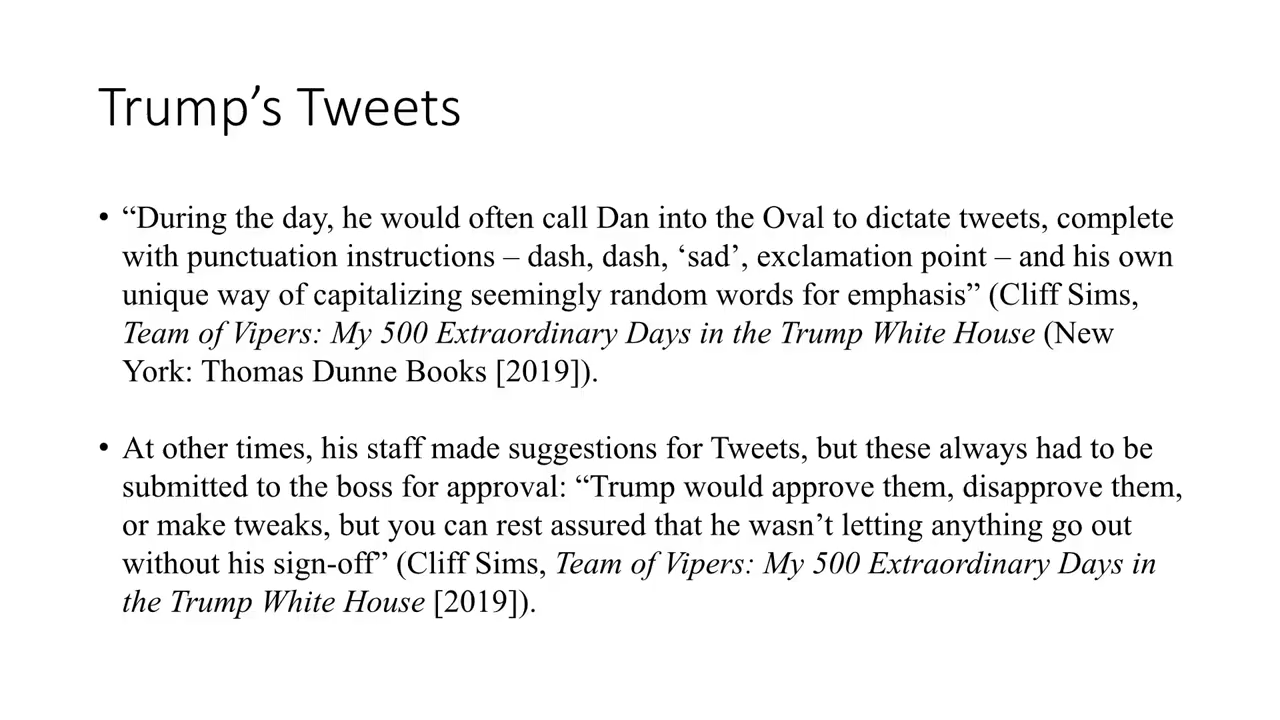 Trump’s Tweets
• “During the day, he would often call Dan into the Oval to dictate tweets, complete
with punctuation instructions – dash, dash, ‘sad’, exclamation point – and his own
unique way of capitalizing seemingly random words for emphasis” (Cliff Sims,
Team of Vipers: My 500 Extraordinary Days in the Trump White House (New
York: Thomas Dunne Books [2019]).
• At other times, his staff made suggestions for Tweets, but these always had to be
submitted to the boss for approval: “Trump would approve them, disapprove them,
or make tweaks, but you can rest assured that he wasn’t letting anything go out
without his sign-off” (Cliff Sims, Team of Vipers: My 500 Extraordinary Days in
the Trump White House [2019]).